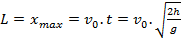 L = x_max = v_0. t = v_0. √(2h/g)